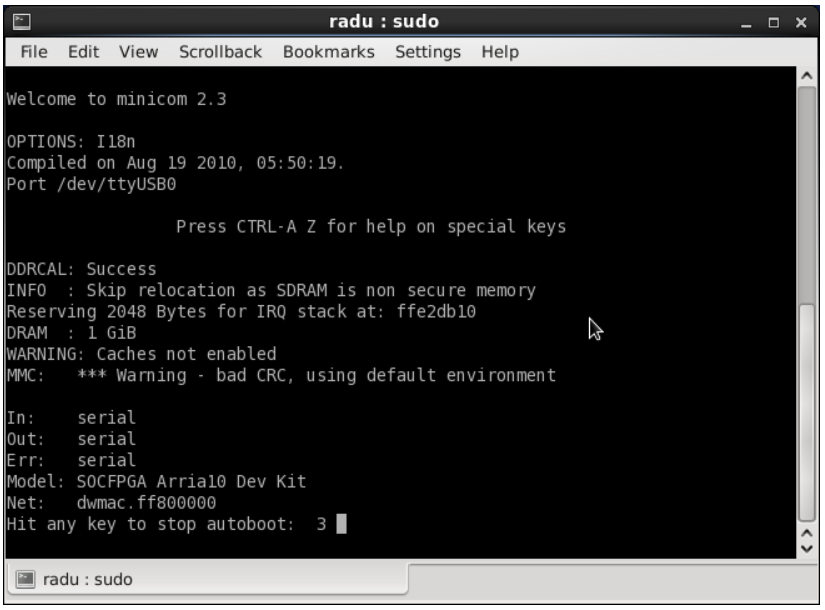 radu : sudo
File Edit View Scrollback Bookmarks Settings Help
Welcome to minicom 2.3
OPTIONS: I18n
Compiled on Aug 19 2010, 05:50:19.
Port /dev/ttyUSB0
Press CTRL-A Z for help on special keys
DDRCAL: Success
INFO  : Skip relocation as SDRAM is non secure memory
Reserving 2048 Bytes for IRQ stack at: ffe2db10
DRAM  : 1 GiB
WARNING: Caches not enabled
MMC:   *** Warning - bad CRC, using default environment
In:    serial
Out:   serial
Err:   serial
Model: SOCFPGA Arria10 Dev Kit
Net:   dwmac.ff800000
Hit any key to stop autoboot:  3
radu : sudo